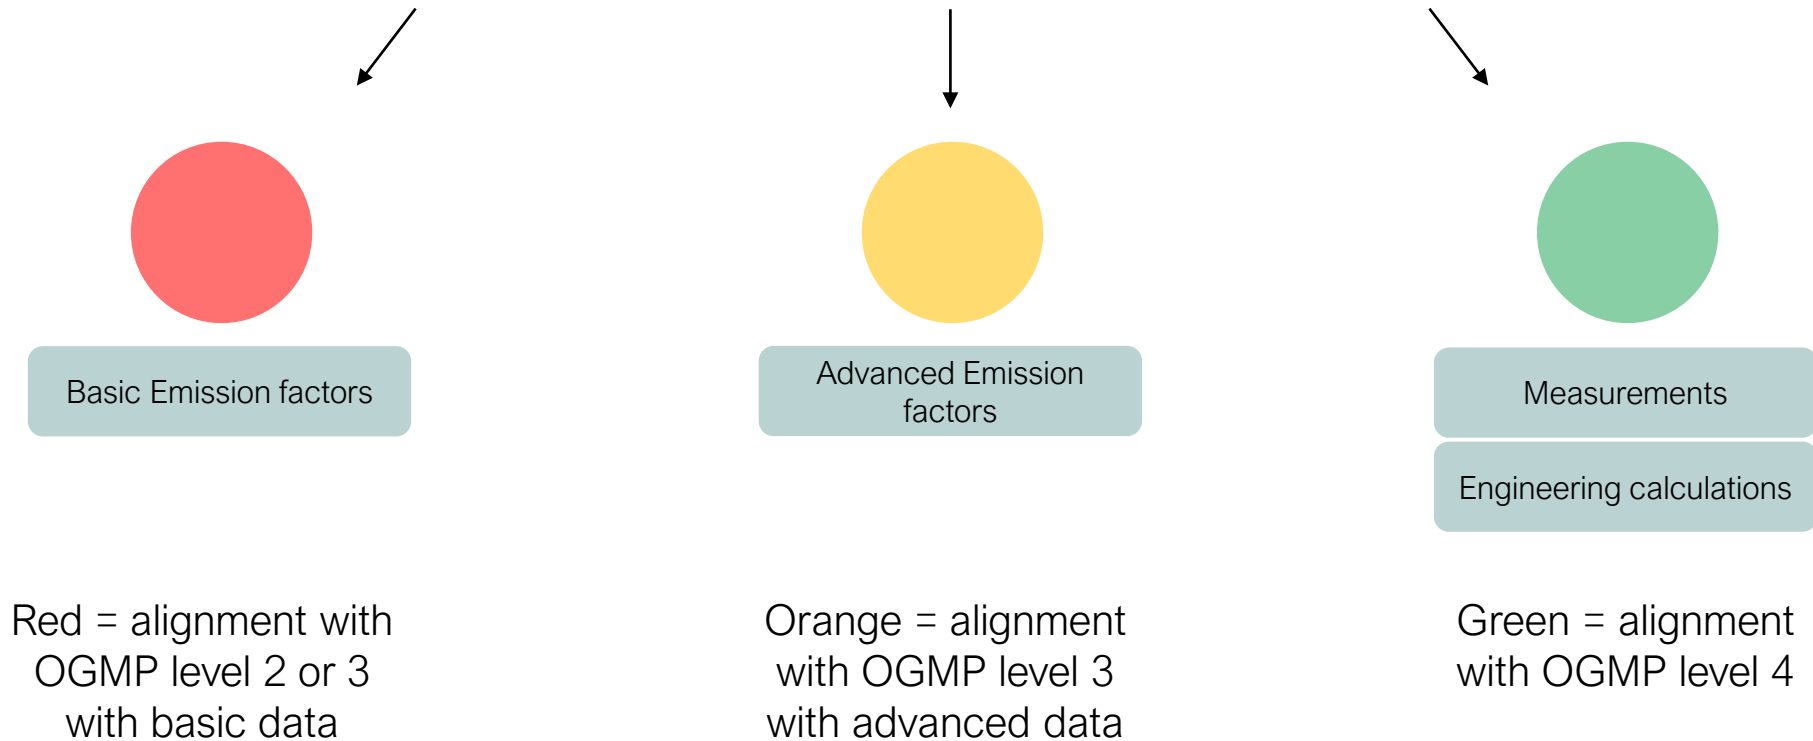 Basic Emission factors
Advanced Emission
factors
Measurements
Engineering calculations
Red = alignment with
OGMP level 2 or 3
with basic data
Orange = alignment
with OGMP level 3
with advanced data
Green = alignment
with OGMP level 4